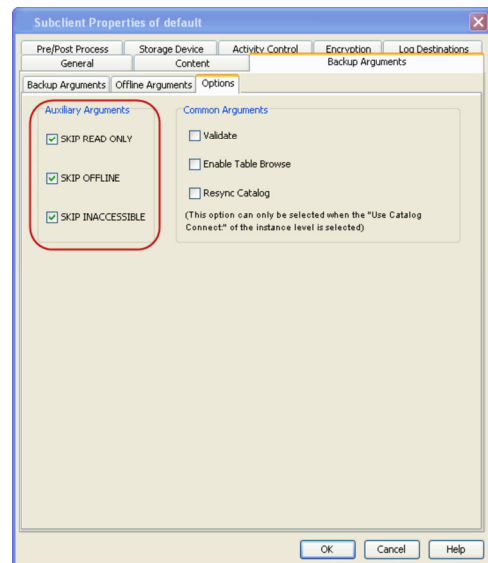 Subclient Properties of default
Pre/Post Process Storage Device Activity Control Encryption Log Destinations
General Content Backup Arguments
Backup Arguments Offline Arguments Options
Auxiliary Arguments Common Arguments
SKIP READ ONLY Validate
Enable Table Browse
SKIP OFFLINE
Resync Catalog
SKIP INACCESSIBLE
(This option can only be selected when the "Use Catalog
Connect:" of the instance level is selected)
OK Cancel Help